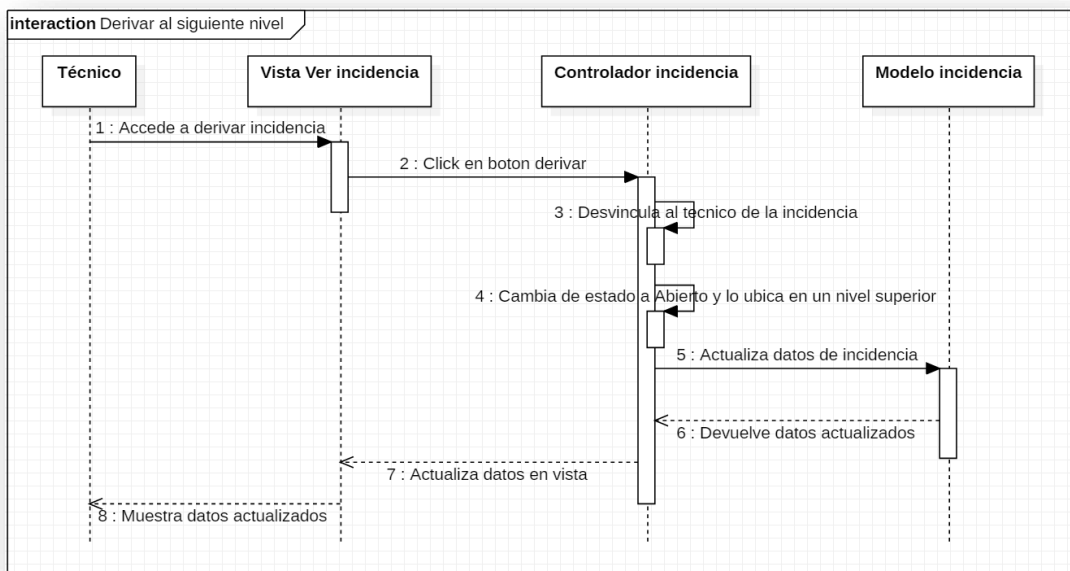 interaction Derivar al siguiente nivel
Técnico
Vista Ver incidencia
Controlador incidencia
Modelo incidencia
1 : Accede a derivar incidencia
2 : Click en boton derivar
3 : Desvincula al tecnico de la incidencia
4 : Cambia de estado a Abierto y lo ubica en un nivel superior
5 : Actualiza datos de incidencia
6 : Devuelve datos actualizados
7 : Actualiza datos en vista
8 : Muestra datos actualizados